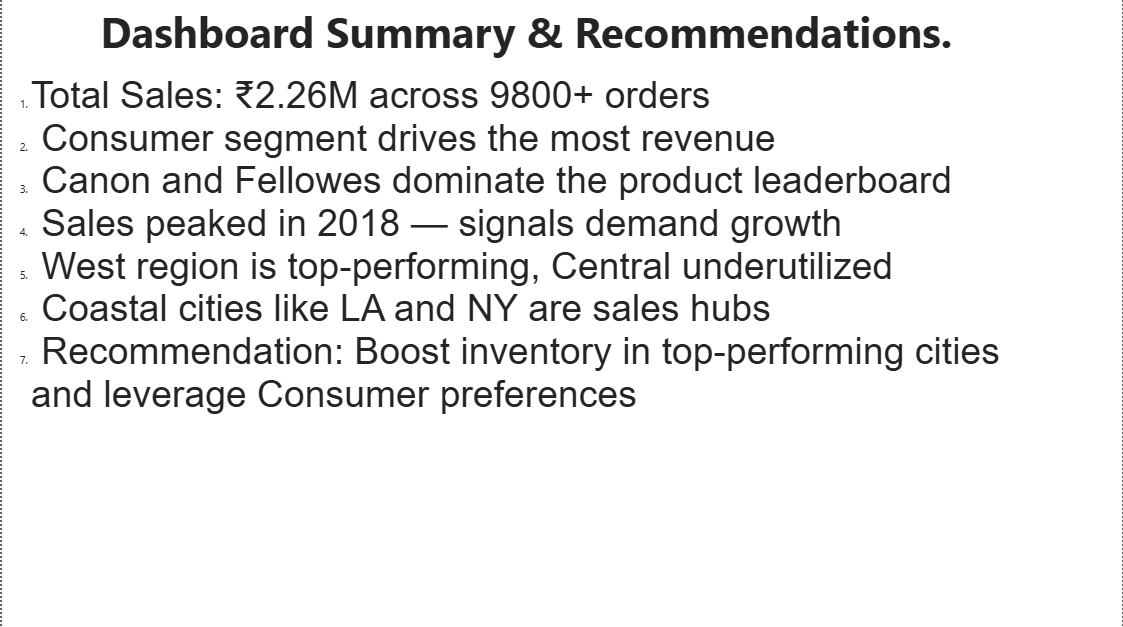 Dashboard Summary & Recommendations.
1. Total Sales: ₹2.26M across 9800+ orders
2. Consumer segment drives the most revenue
3. Canon and Fellowes dominate the product leaderboard
4. Sales peaked in 2018 — signals demand growth
5. West region is top-performing, Central underutilized
6. Coastal cities like LA and NY are sales hubs
7. Recommendation: Boost inventory in top-performing cities
and leverage Consumer preferences